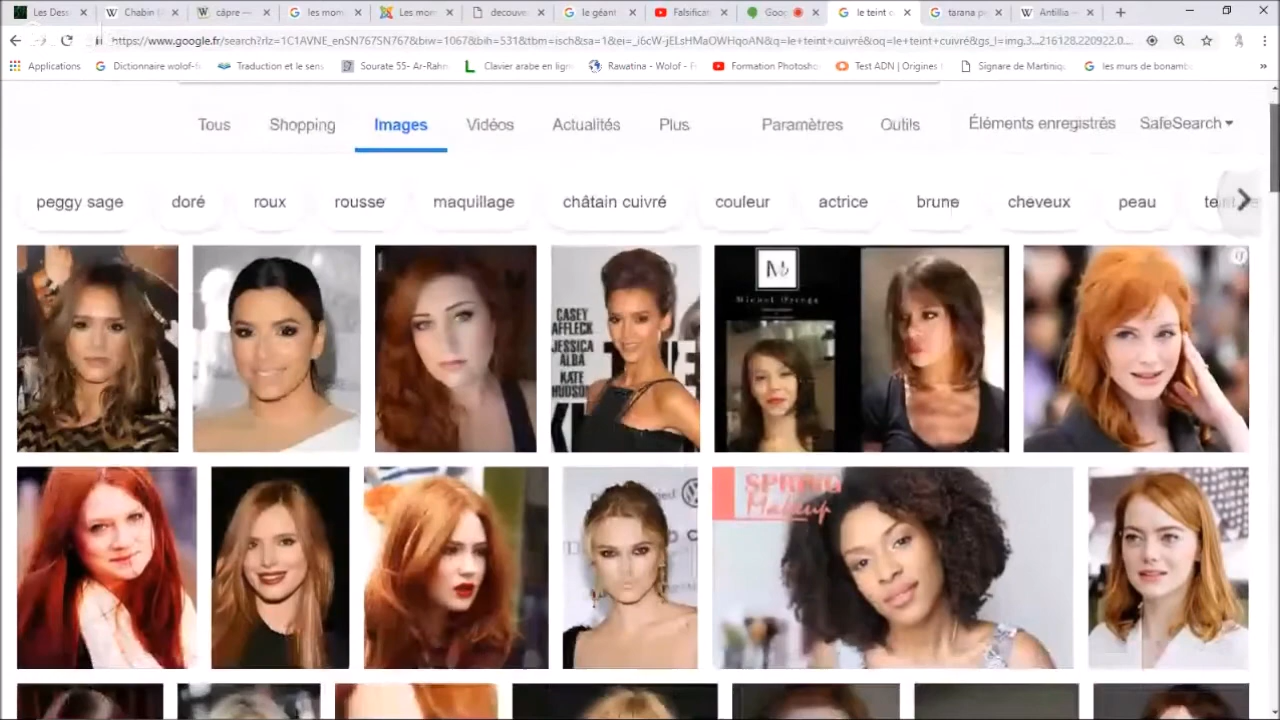 Les Dess
Chabin
câpre —
les mom
Les mom
decouve
le géant
Falsificat
Goo
le teint c
tarana p
Antillia —
https://www.google.fr/search?rlz=1C1AVNE_enSN767SN767&biw=1067&bih=531&tbm=isch&sa=1&ei=_i6cW-jELsHMaOWHqoAN&q=le+teint+cuivré&oq=le+teint+cuivré&gs_l=img.3...216128.220922.0...
Applications
Dictionnaire wolof-f
Traduction et le sens
Sourate 55- Ar-Rahm
Clavier arabe en lign
Rawatina - Wolof - F
Formation Photosho
Test ADN | Origines
Signare de Martiniqu
les murs de bonamb
»
Tous
Shopping
Images
Vidéos
Actualités
Plus
Paramètres
Outils
Éléments enregistrés
SafeSearch
peggy sage
doré
roux
rousse
maquillage
châtain cuivré
couleur
actrice
brune
cheveux
peau
CASEY
AFFLECK
JESSICA
ALBA
KATE
HUDSON
SPRING
Makeup